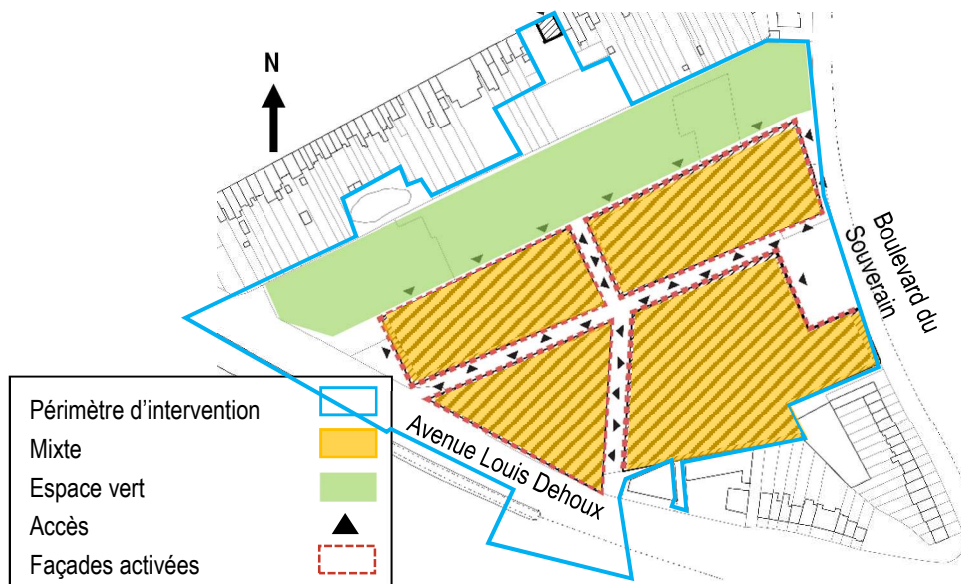 N
Boulevard du
Souverain
Avenue Louis Dehoux
Périmètre d'intervention
Mixte
Espace vert
Accès
Façades activées